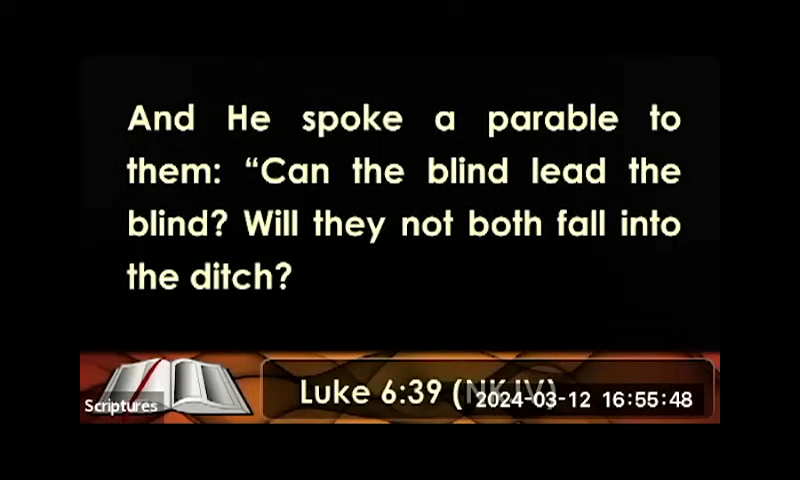 And He spoke a parable to
them: “Can the blind lead the
blind? Will they not both fall into
the ditch?
Luke 6:39 (NKJV)
Scriptures
2024-03-12 16:55:48